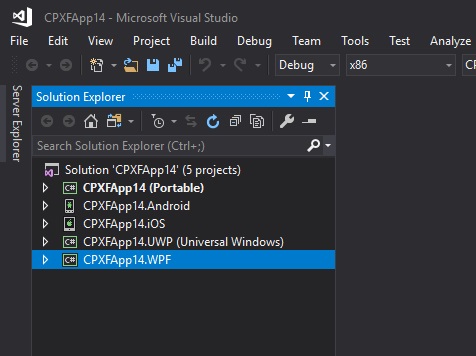 CPXFApp14 - Microsoft Visual Studio
File Edit View Project Build Debug Team Tools Test Analyze
Debug x86
Server Explorer
Solution Explorer
Search Solution Explorer (Ctrl+;)
Solution 'CPXFApp14' (5 projects)
C# CPXFApp14 (Portable)
CPXFApp14.Android
CPXFApp14.iOS
C# CPXFApp14.UWP (Universal Windows)
C# CPXFApp14.WPF